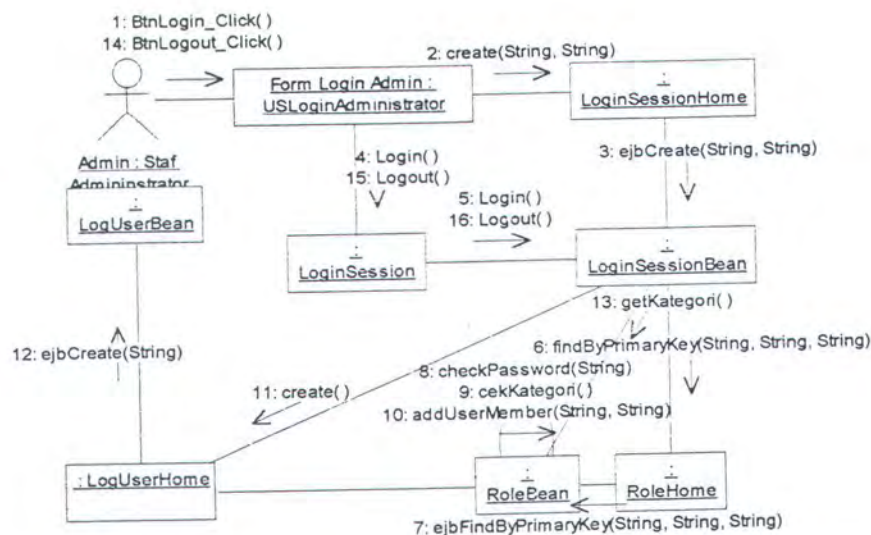 1: BtnLogin_Click( )
14: BtnLogout_Click( )
2: create(String, String)
Form Login Admin :
USLoginAdministrator
:
LoginSessionHome
Admin : Staf
Admininstrator
4: Login( )
15: Logout( )
3: ejbCreate(String, String)
:
LogUserBean
5: Login( )
16: Logout( )
:
LoginSession
:
LoginSessionBean
13: getKategori( )
12: ejbCreate(String)
6: findByPrimaryKey(String, String, String)
8: checkPassword(String)
11: create( )
9: cekKategori( )
10: addUserMember(String, String)
: LogUserHome
:
RoleBean
:
RoleHome
7: ejbFindByPrimaryKey(String, String, String)